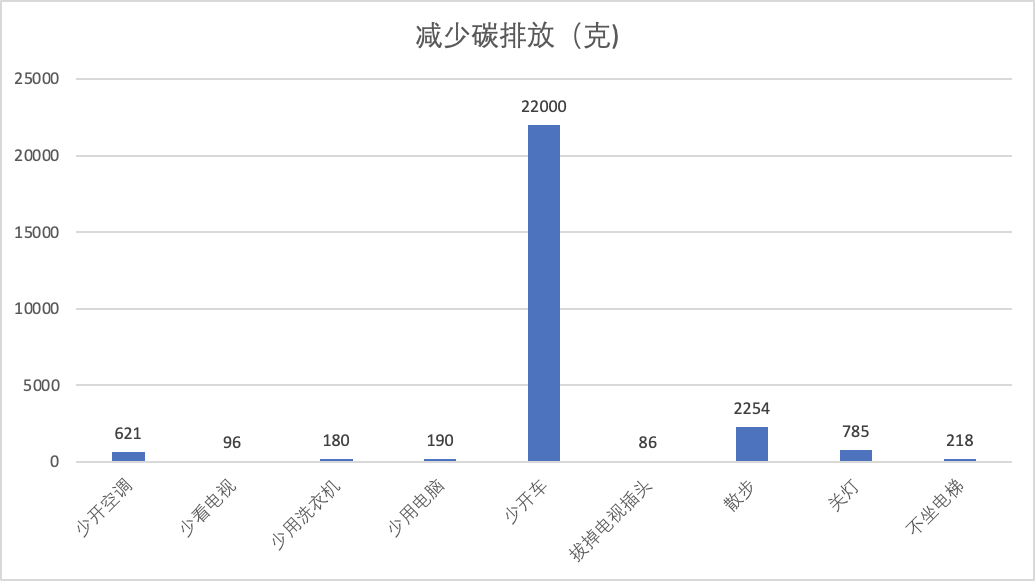 减少碳排放（克)
25000
20000
15000
10000
5000
0
621
96
180
190
22000
86
2254
785
218
少开空调
少看电视
少用洗衣机
少用电脑
少开车
拔掉电视插头
散步
关灯
不坐电梯